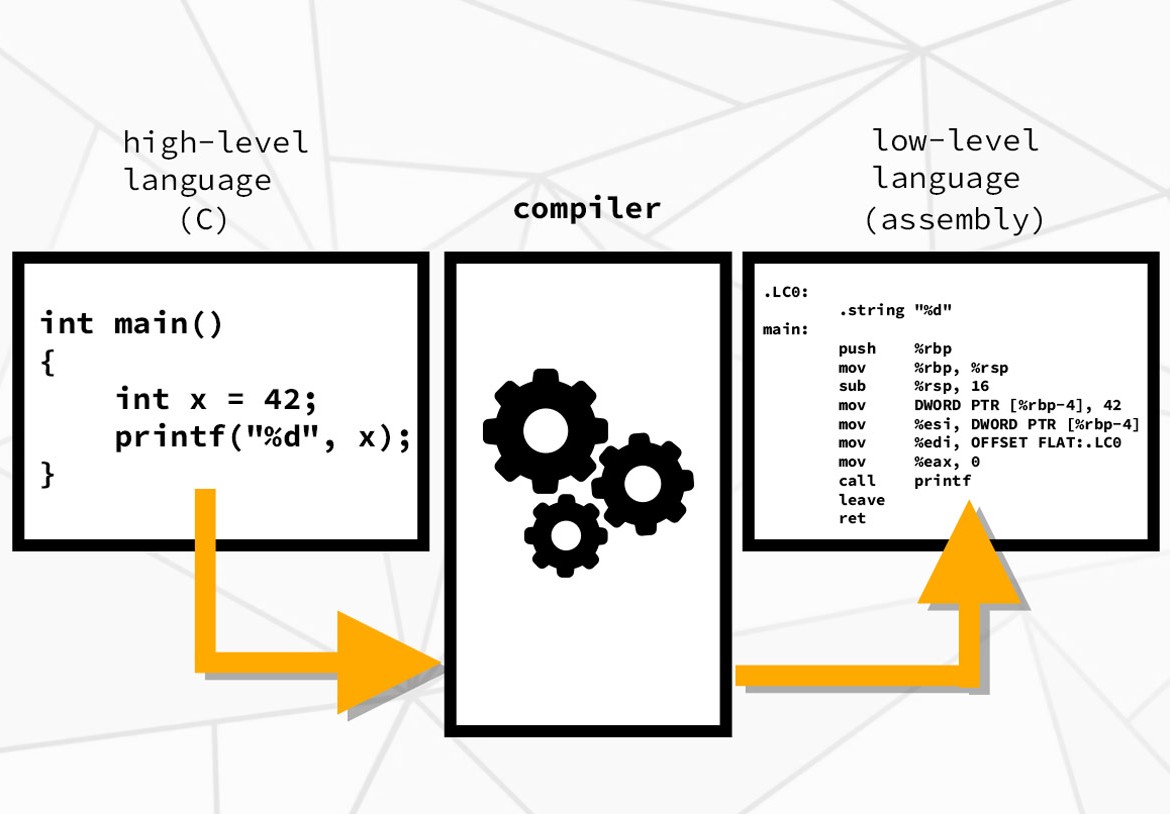 high-level
language
(C)
compiler
low-level
language
(assembly)
int main()
{
    int x = 42;
    printf("%d", x);
}
.LC0:
        .string "%d"
main:
        push    %rbp
        mov     %rbp, %rsp
        sub     %rsp, 16
        mov     DWORD PTR [%rbp-4], 42
        mov     %esi, DWORD PTR [%rbp-4]
        mov     %edi, OFFSET FLAT:.LC0
        mov     %eax, 0
        call    printf
        leave
        ret